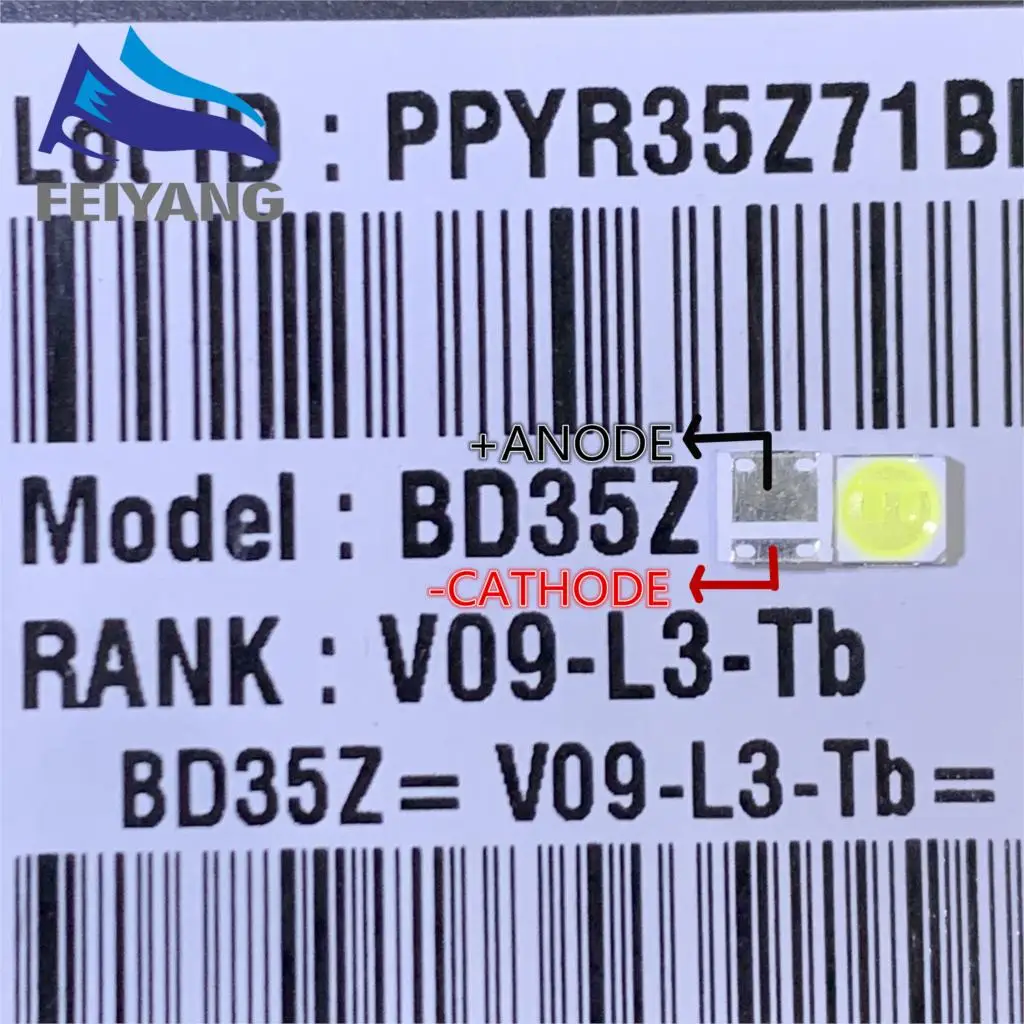 Lot ID : PPYR35Z71B
FEIYANG
+ANODE
Model : BD35Z
-CATHODE
RANK : V09-L3-Tb
BD35Z= V09-L3-Tb=